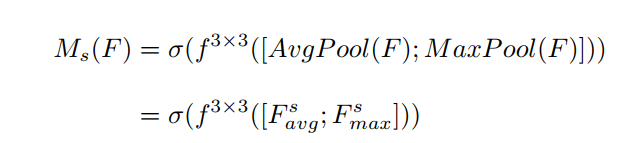 M_s(F) = σ(f^{3×3}([AvgPool(F); MaxPool(F)]))
= σ(f^{3×3}([F^s_{avg}; F^s_{max}]))